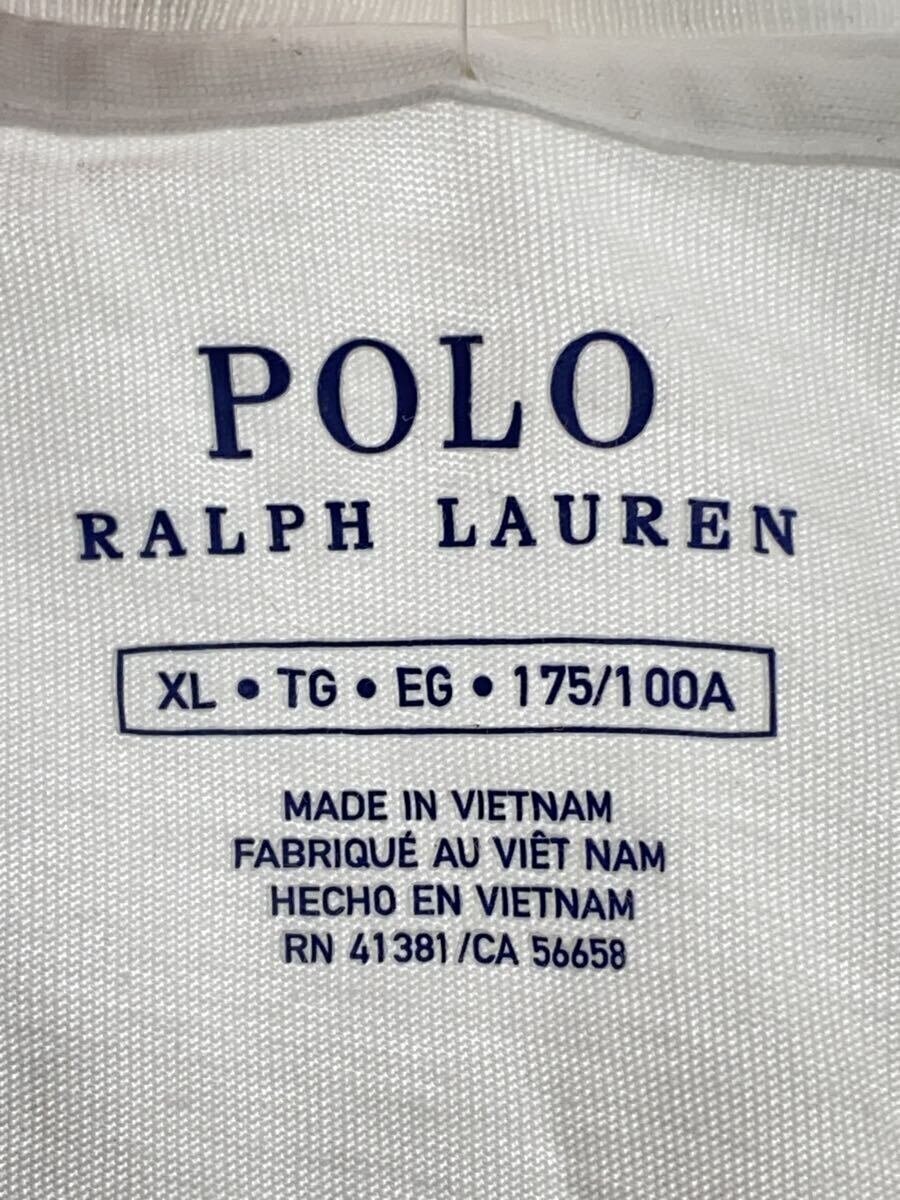 POLO
RALPH LAUREN
XL • TG • EG • 175/100A
MADE IN VIETNAM
FABRIQUÉ AU VIÊT NAM
HECHO EN VIETNAM
RN 41381/CA 56658